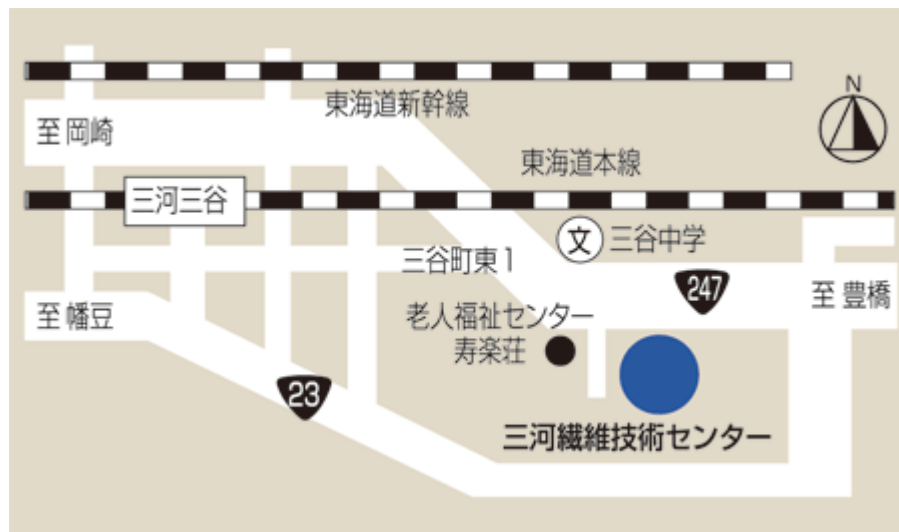 東海道新幹線
N
至 岡崎
東海道本線
三河三谷
文
三谷中学
三谷町東1
247
至 豊橋
至 幡豆
老人福祉センター
寿楽荘
23
三河繊維技術センター